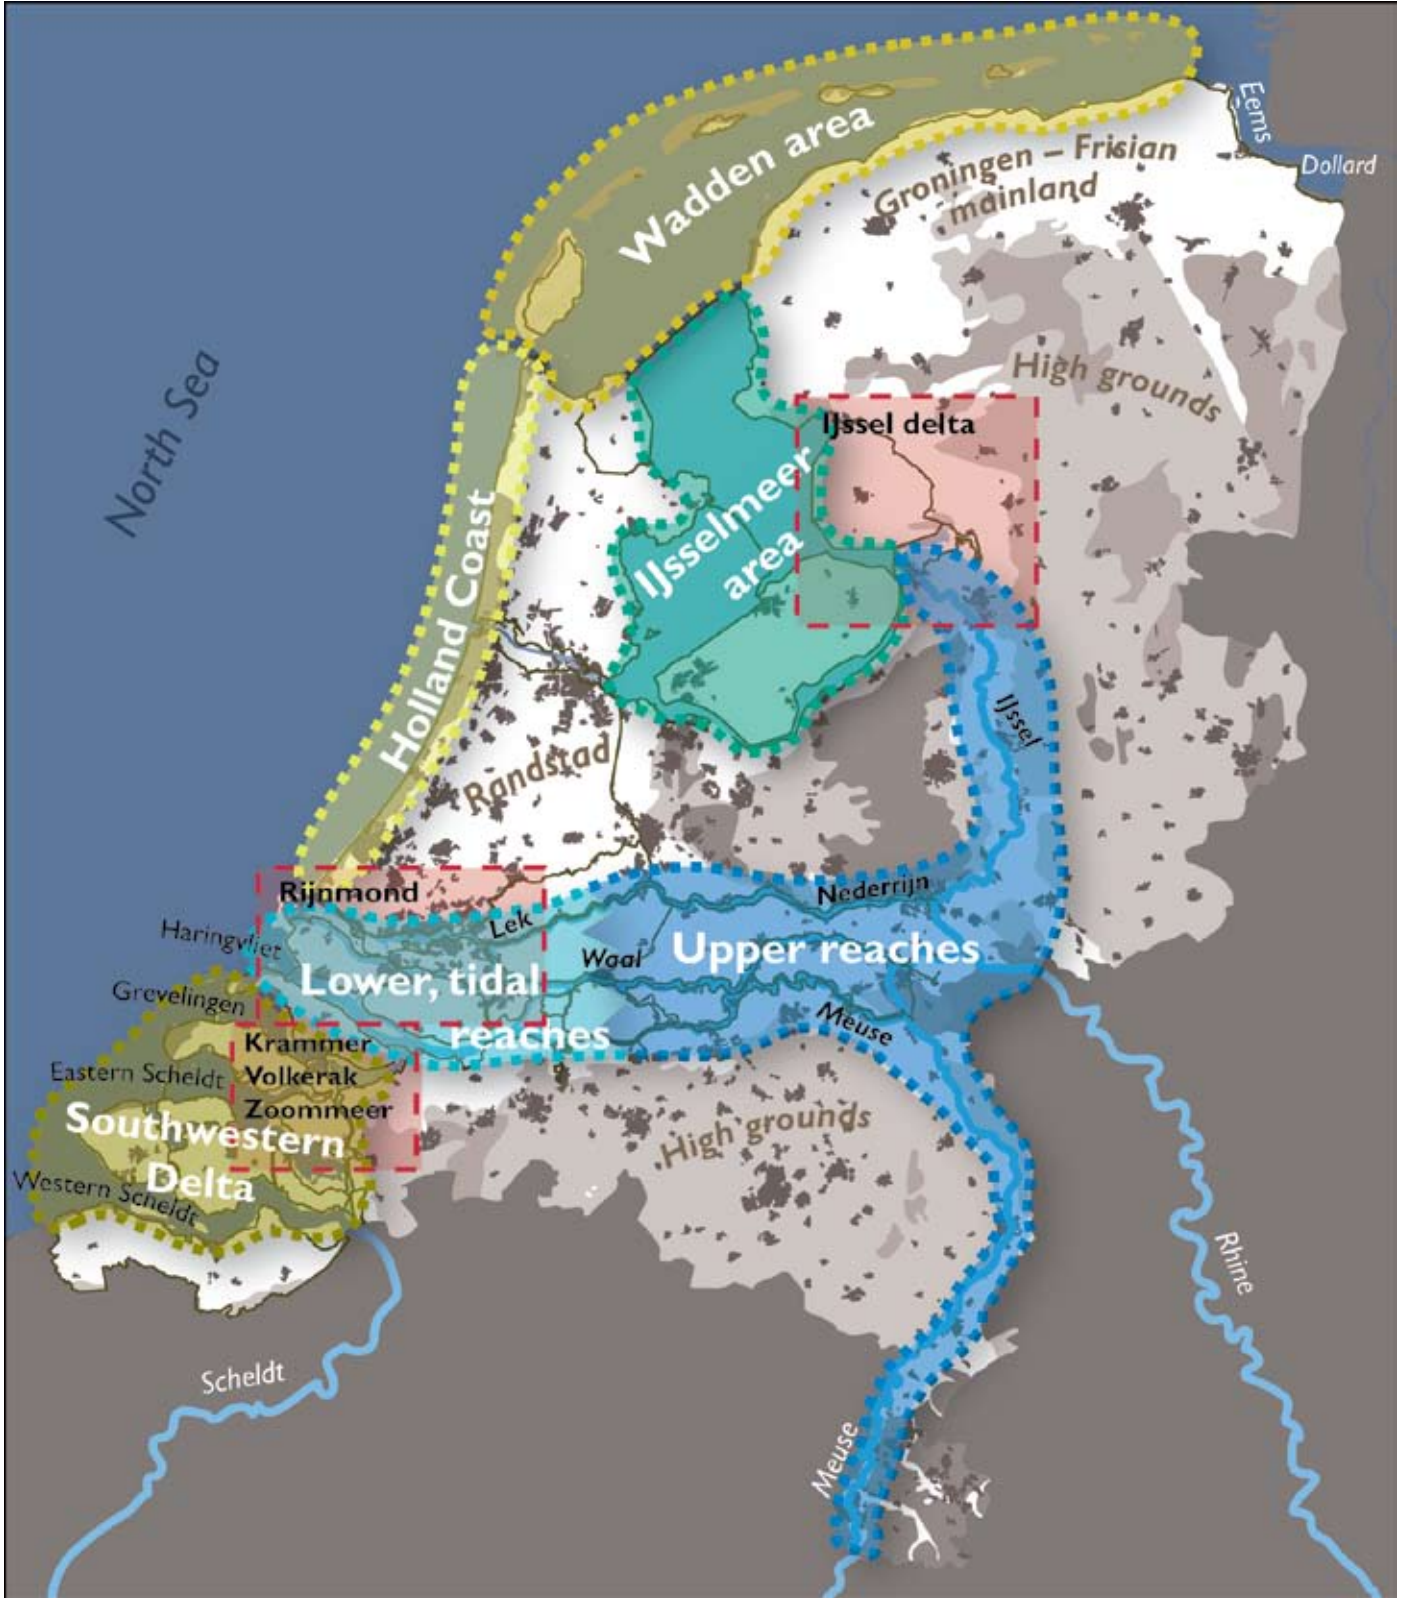 Eems
Dollard
Wadden area
Groningen – Frisian
mainland
North Sea
High grounds
IJssel delta
IJsselmeer
area
Holland Coast
IJssel
Randstad
Rijnmond
Nederrijn
Lek
Haringvliet
Waal
Upper reaches
Lower, tidal
reaches
Grevelingen
Meuse
Krammer
Volkerak
Zoommeer
Eastern Scheldt
Southwestern
Delta
High grounds
Western Scheldt
Rhine
Scheldt
Meuse